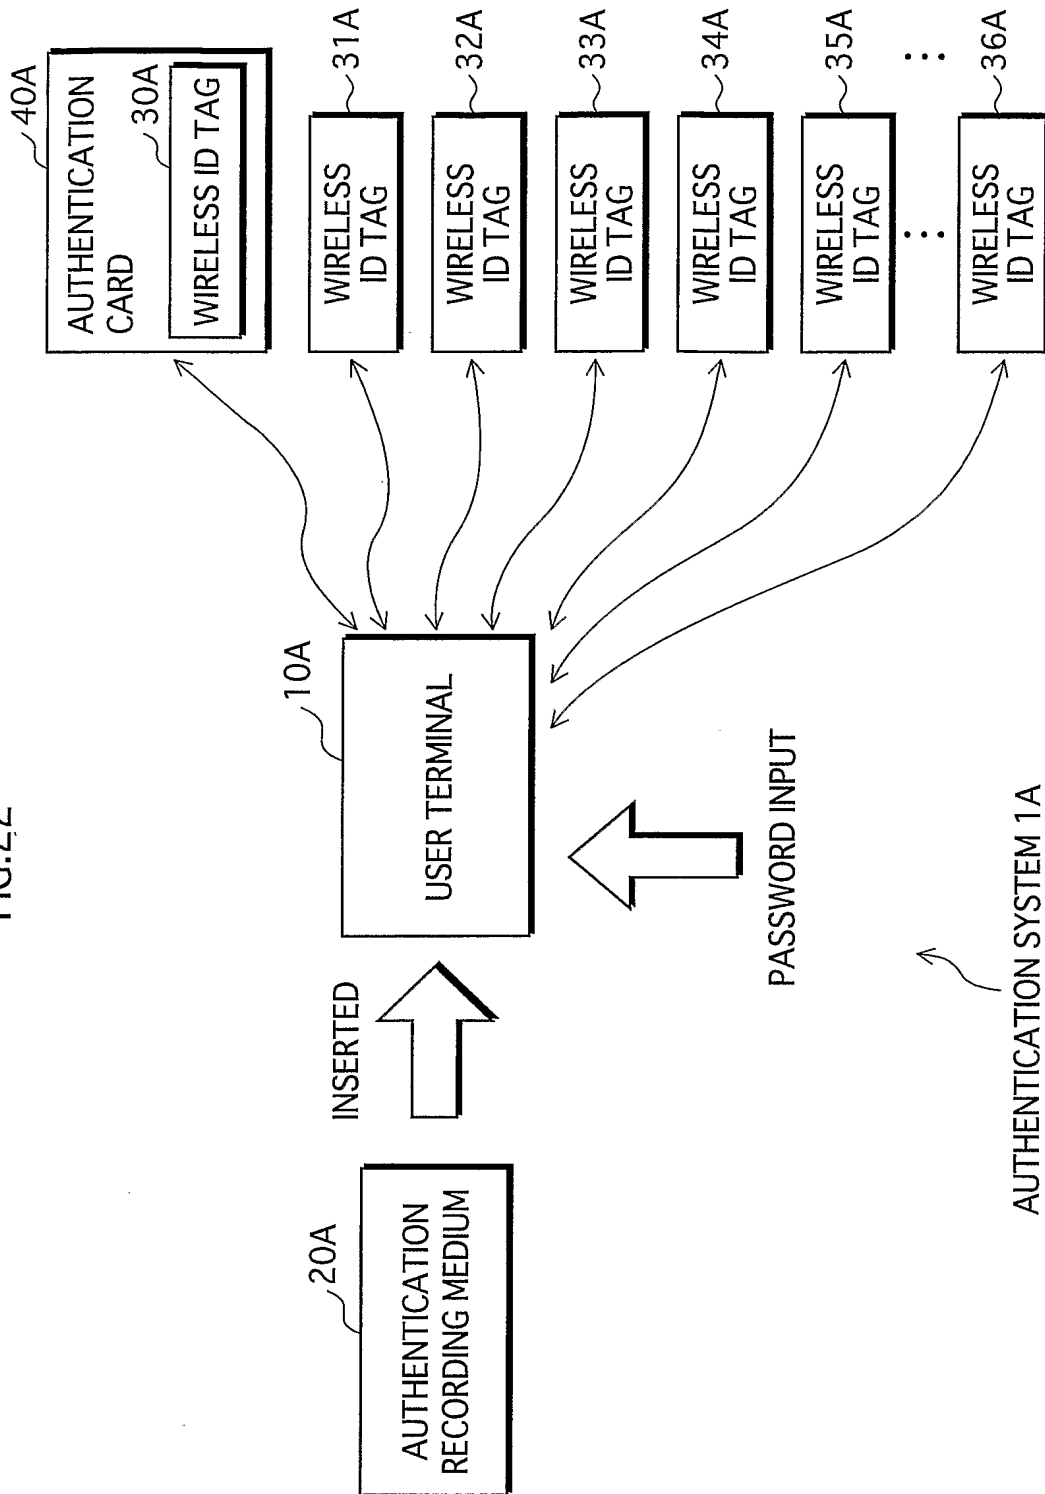 FIG.22
AUTHENTICATION SYSTEM 1A
20A
AUTHENTICATION
RECORDING MEDIUM
INSERTED
10A
USER TERMINAL
PASSWORD INPUT
40A
AUTHENTICATION
CARD
30A
WIRELESS ID TAG
31A
WIRELESS
ID TAG
32A
WIRELESS
ID TAG
33A
WIRELESS
ID TAG
34A
WIRELESS
ID TAG
35A
WIRELESS
ID TAG
...
...
36A
WIRELESS
ID TAG